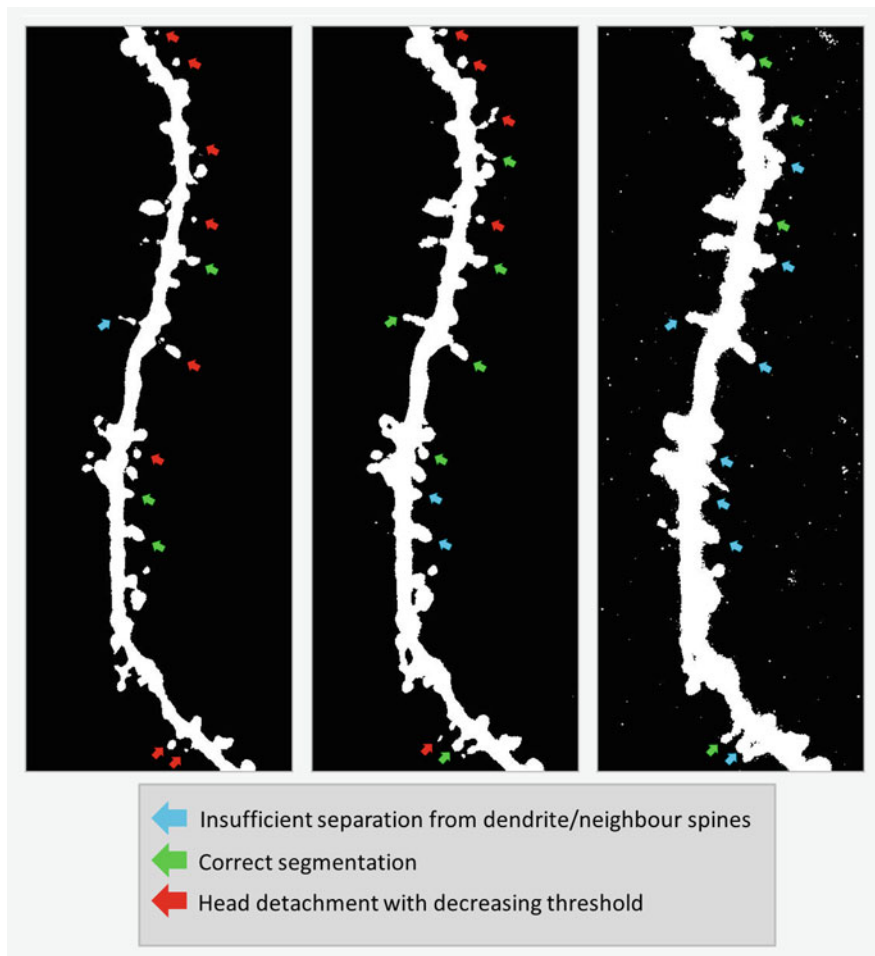 Insufficient separation from dendrite/neighbour spines
Correct segmentation
Head detachment with decreasing threshold